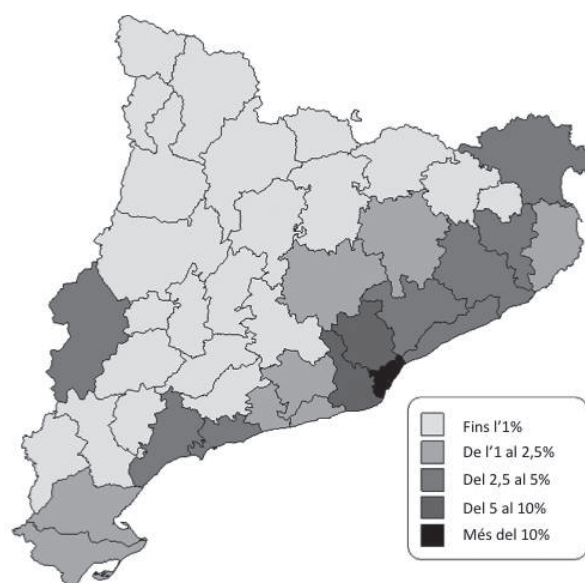 Fins l'1%
De l'1 al 2,5%
Del 2,5 al 5%
Del 5 al 10%
Més del 10%